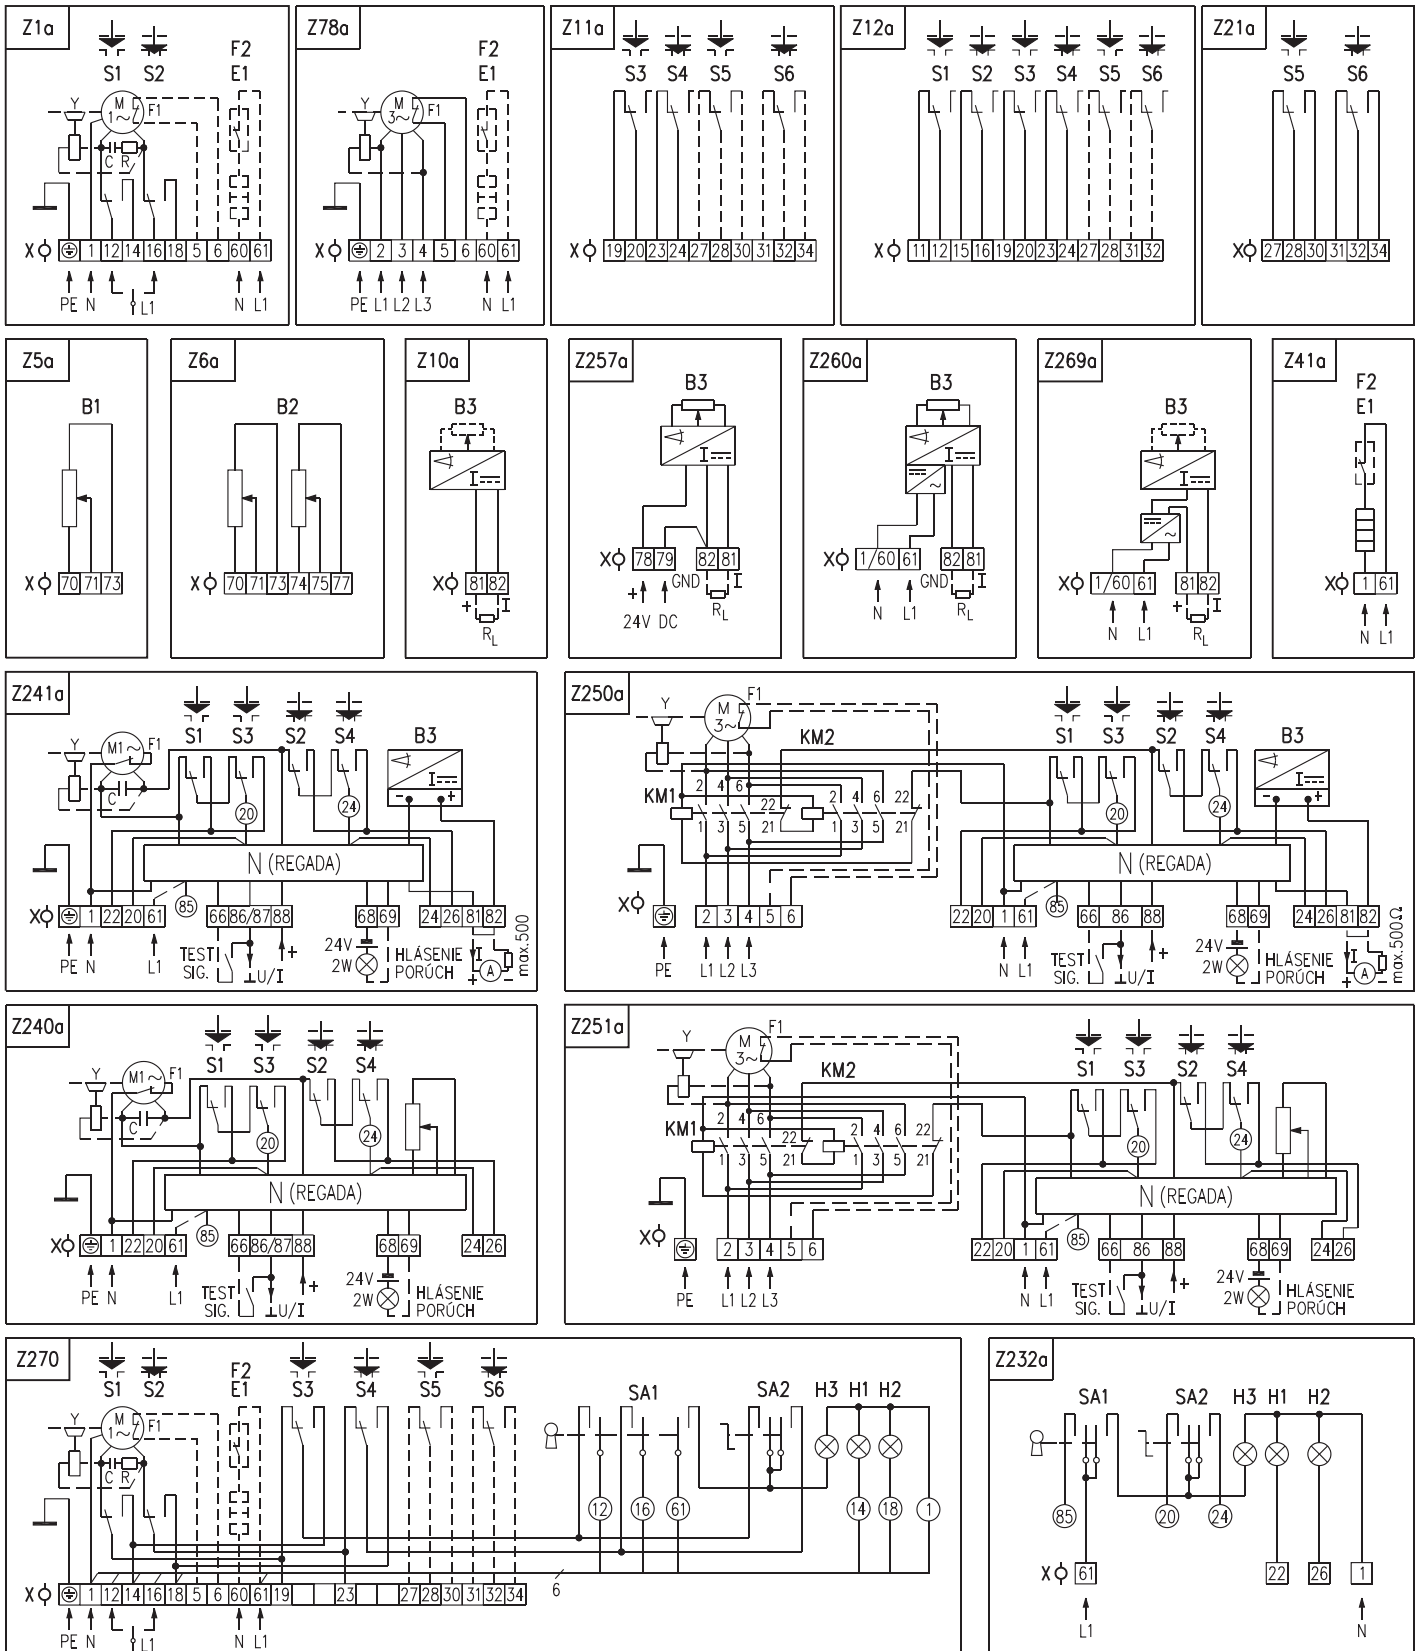 Z1a
S1 S2 F2
E1
Y M 1~ F1
C R
X PE 1 12 14 16 18 5 6 60 61
PE N L1 N L1
Z78a
F2
E1
Y M 3~ F1
X 2 3 4 5 6 60 61
PE L1 L2 L3 N L1
Z11a
S3 S4 S5 S6
X 19 20 23 24 27 28 30 31 32 34
Z12a
S1 S2 S3 S4 S5 S6
X 11 12 15 16 19 20 23 24 27 28 31 32
Z21a
S5 S6
X 27 28 30 31 32 34
Z5a
B1
X 70 71 73
Z6a
B2
X 70 71 73 74 75 77
Z10a
B3
I
X 81 82
+ I
RL
Z257a
B3
I
X 78 79 82 81
+ GND I
24V DC RL
Z260a
B3
I
~
X 1/60 61 82 81
GND I
N L1 RL
Z269a
B3
I
~
X 1/60 61 81 82
+ I
N L1 RL
Z41a
F2
E1
X 1 61
N L1
Z241a
S1 S3 S2 S4 B3
Y M1~ F1
I
C - +
20 24
N (REGADA)
85
X 1 22 20 61 66 86/87 88 68 69 24 26 81 82
PE N L1
TEST SIG. U/I +
24V 2W
HLÁSENIE PORÚCH
I A + -
max.500
Z250a
Y M 3~ F1
S1 S3 S2 S4 B3
KM2
I
- +
KM1
2 4 6 22 2 4 6 22
1 3 5 21 1 3 5 21
20 24
N (REGADA)
85
X 2 3 4 5 6 22 20 1 61 66 86 88 68 69 24 26 81 82
PE L1 L2 L3 N L1
TEST SIG. U/I +
24V 2W
HLÁSENIE PORÚCH
I A + -
max.500Ω
Z240a
S1 S3 S2 S4
Y M1~ F1
C
20 24
N (REGADA)
85
X 1 22 20 61 66 86/87 88 68 69 24 26
PE N L1
TEST SIG. U/I +
24V 2W
HLÁSENIE PORÚCH
Z251a
Y M 3~ F1
S1 S3 S2 S4
KM2
KM1
2 4 6 22 2 4 6 22
1 3 5 21 1 3 5 21
20 24
N (REGADA)
85
X 2 3 4 5 6 22 20 1 61 66 86 88 68 69 24 26
PE L1 L2 L3 N L1
TEST SIG. U/I +
24V 2W
HLÁSENIE PORÚCH
Z270
S1 S2 F2
E1 S3 S4 S5 S6 SA1 SA2 H3 H1 H2
Y M 1~ F1
C R
12 16 61 14 18 1
6
X 1 12 14 16 18 5 6 60 61 19 23 27 28 30 31 32 34
PE N L1 N L1
Z232a
SA1 SA2 H3 H1 H2
85 20 24
X 61 22 26 1
L1 N